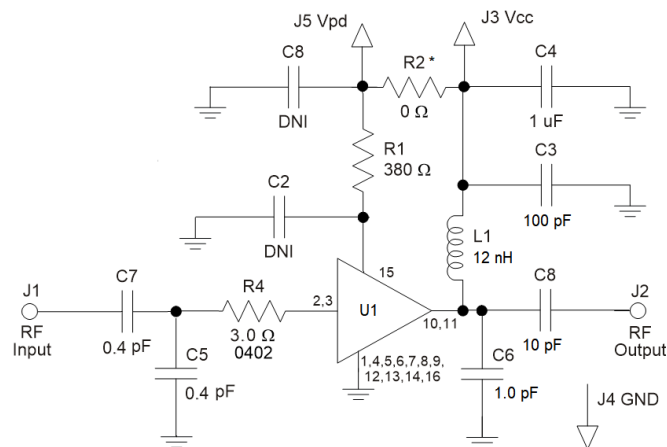 J5 Vpd
J3 Vcc
C8
R2 *
C4
DNI
0 Ω
1 uF
R1
380 Ω
C2
C3
DNI
100 pF
L1
12 nH
15
C7
R4
C8
J1
J2
2,3
U1
10,11
RF
Input
RF
Output
0.4 pF
3.0 Ω
0402
10 pF
C5
1,4,5,6,7,8,9,
12,13,14,16
C6
0.4 pF
1.0 pF
J4 GND